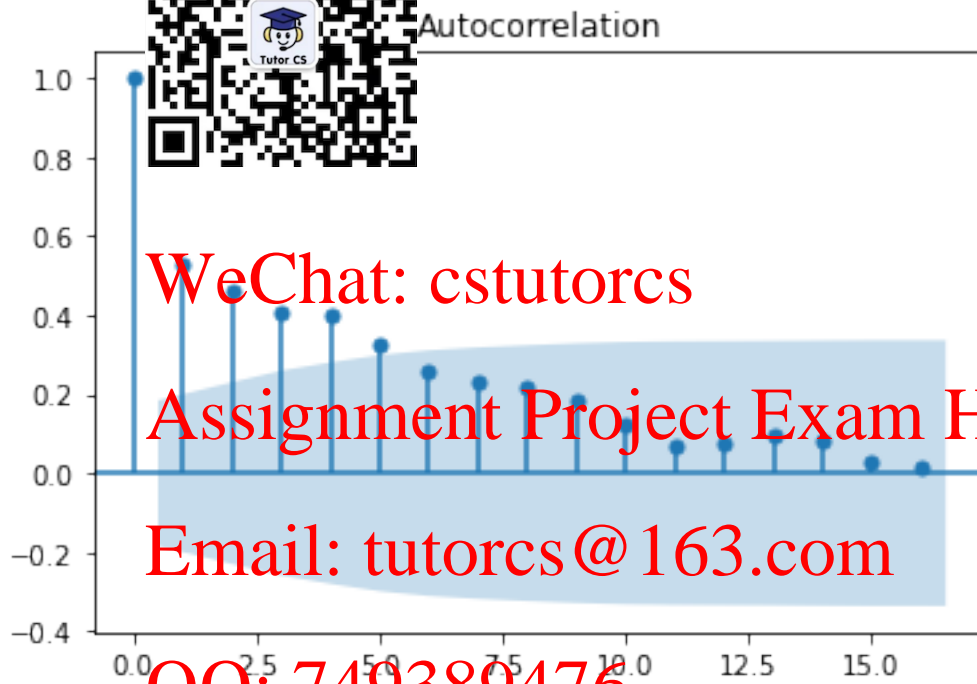 Autocorrelation
Tutor CS
1.0
0.8
0.6
WeChat: cstutorcs
0.4
0.2
Assignment Project Exam
0.0
−0.2
Email: tutorcs@163.com
−0.4
0.0 2.5 5.0 7.5 10.0 12.5 15.0
QQ: 749389476